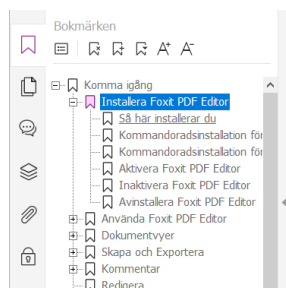 Bokmärken
A+ A-
Komma igång
Installera Foxit PDF Editor
Så här installerar du
Kommandoradsinstallation för
Kommandoradsinstallation för
Aktivera Foxit PDF Editor
Inaktivera Foxit PDF Editor
Avinstallera Foxit PDF Editor
Använda Foxit PDF Editor
Dokumentvyer
Skapa och Exportera
Kommentar
Redigera